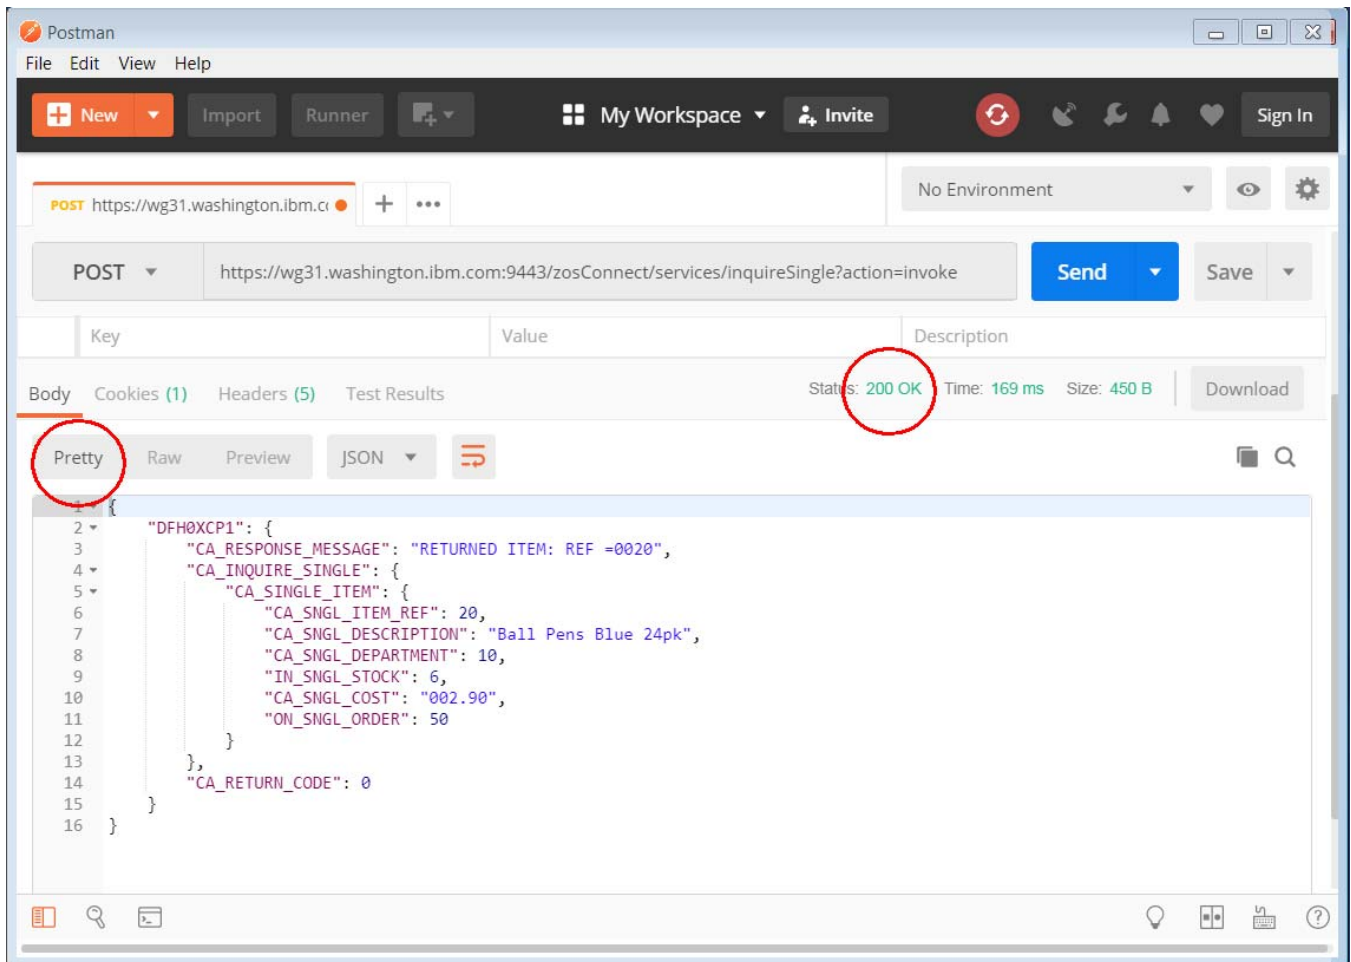 Postman
File Edit View Help
New Import Runner My Workspace Invite Sign In
No Environment
POST https://wg31.washington.ibm.cc
POST https://wg31.washington.ibm.com:9443/zosConnect/services/inquireSingle?action=invoke Send Save
Key Value Description
Body Cookies (1) Headers (5) Test Results Status: 200 OK Time: 169 ms Size: 450 B Download
Pretty Raw Preview JSON
1 {
2 "DFH0XCP1": {
3 "CA_RESPONSE_MESSAGE": "RETURNED ITEM: REF =0020",
4 "CA_INQUIRE_SINGLE": {
5 "CA_SINGLE_ITEM": {
6 "CA_SNGL_ITEM_REF": 20,
7 "CA_SNGL_DESCRIPTION": "Ball Pens Blue 24pk",
8 "CA_SNGL_DEPARTMENT": 10,
9 "IN_SNGL_STOCK": 6,
10 "CA_SNGL_COST": "002.90",
11 "ON_SNGL_ORDER": 50
12 }
13 },
14 "CA_RETURN_CODE": 0
15 }
16 }